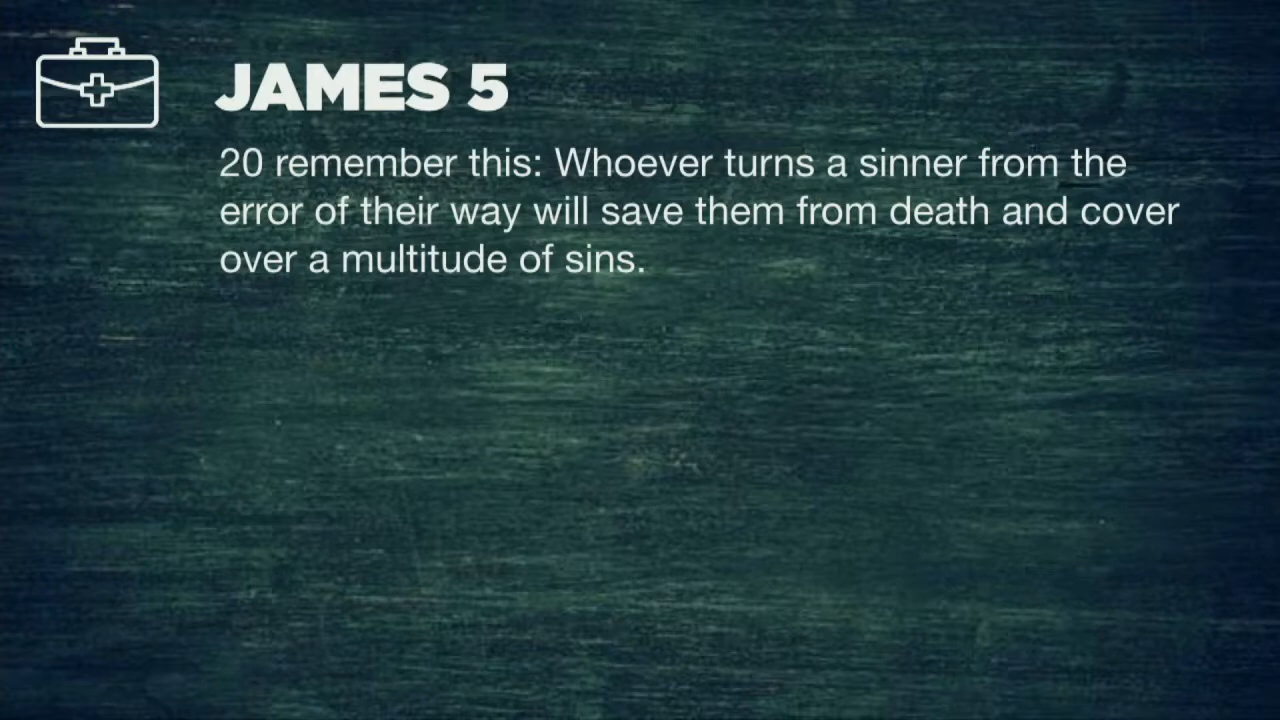 JAMES 5
20 remember this: Whoever turns a sinner from the
error of their way will save them from death and cover
over a multitude of sins.